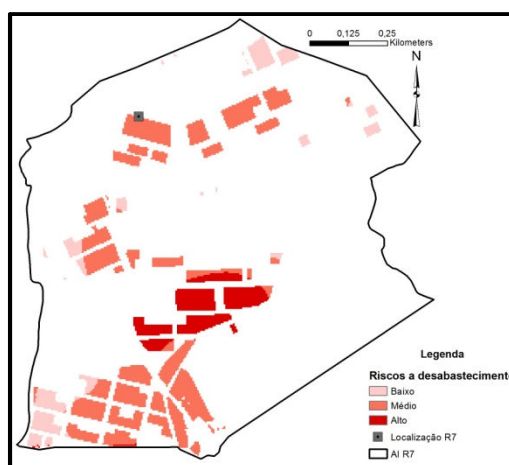 0 0,125 0,25
Kilometers
N
Legenda
Riscos a desabastecimento
Baixo
Médio
Alto
Localização R7
AI R7